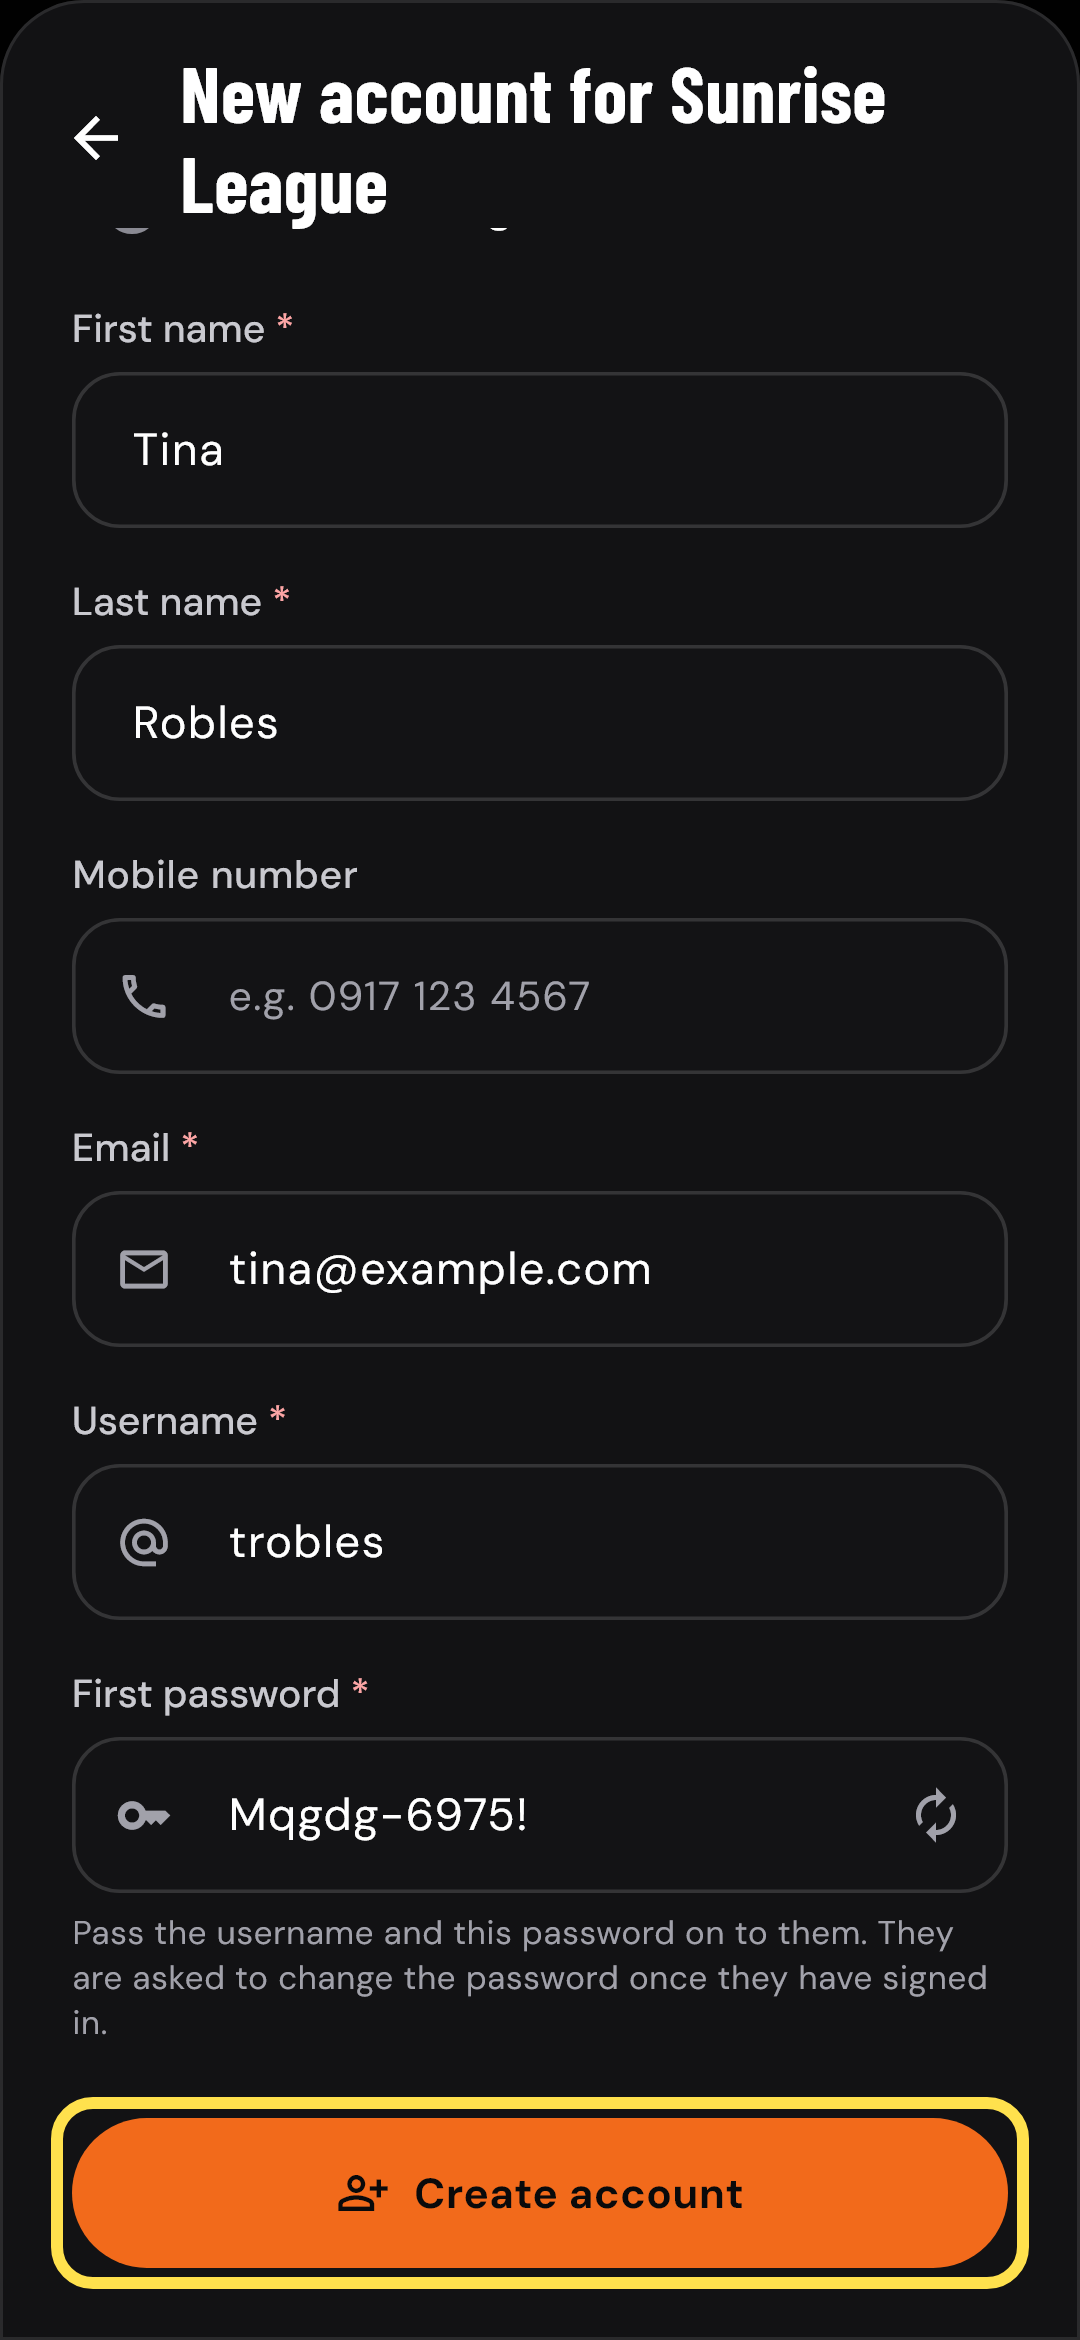 New account for Sunrise
League
First name *
Tina
Last name *
Robles
Mobile number
e.g. 0917 123 4567
Email *
tina@example.com
Username *
trobles
First password *
Mqgdg-6975!
Pass the username and this password on to them. They
are asked to change the password once they have signed
in.
Create account